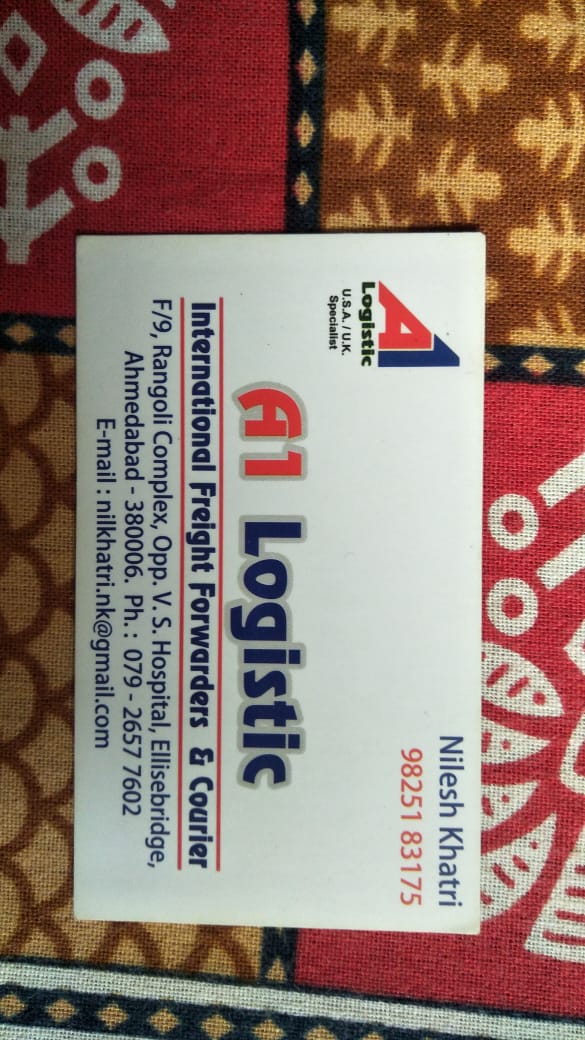 A1
Logistic
U.S.A. / U.K.
Specialist
Nilesh Khatri
98251 83175
A1 Logistic
International Freight Forwarders & Courier
F/9, Rangoli Complex, Opp. V. S. Hospital, Ellisebridge,
Ahmedabad - 380006. Ph. : 079 - 2657 7602
E-mail : nilkhatri.nk@gmail.com